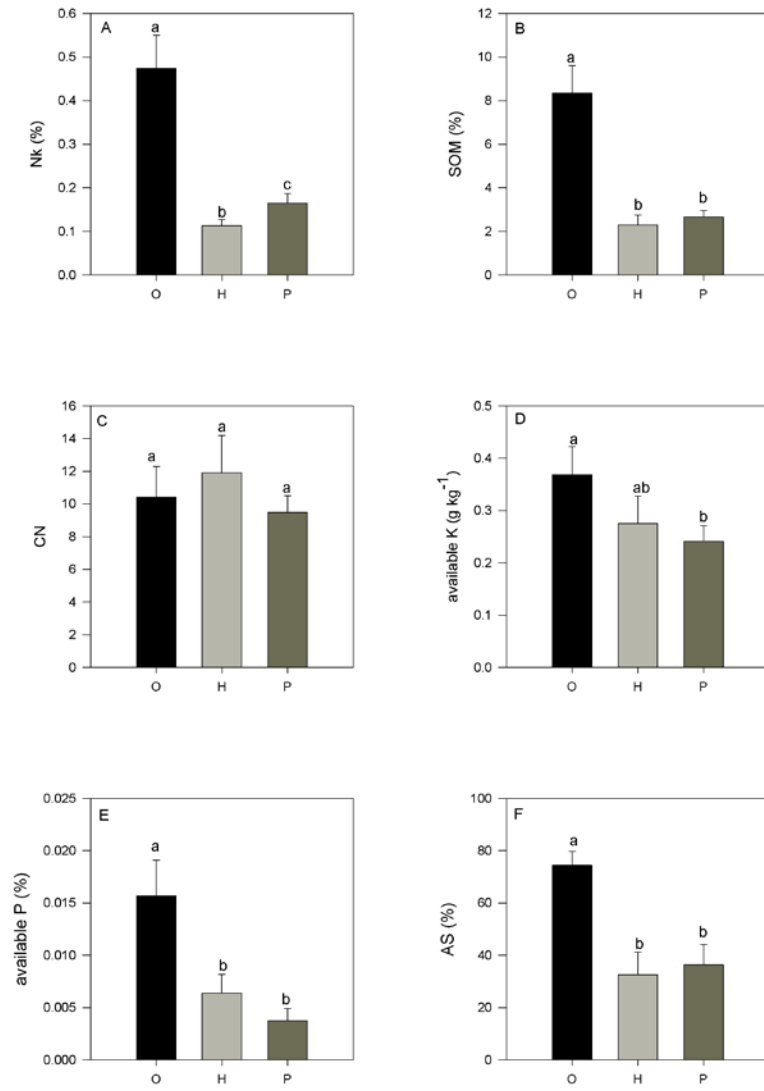 A
Nk (%)
0.6
0.5
0.4
0.3
0.2
0.1
0.0
a
b
c
O H P
B
SOM (%)
12
10
8
6
4
2
0
a
b
b
O H P
C
CN
16
14
12
10
8
6
4
2
0
a
a
a
O H P
D
available K (g kg⁻¹)
0.5
0.4
0.3
0.2
0.1
0.0
a
ab
b
O H P
E
available P (%)
0.025
0.020
0.015
0.010
0.005
0.000
a
b
b
O H P
F
AS (%)
100
80
60
40
20
0
a
b
b
O H P